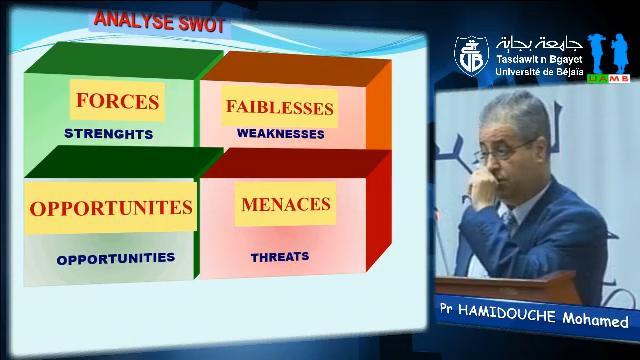 ANALYSE SWOT
FORCES
STRENGHTS
FAIBLESSES
WEAKNESSES
OPPORTUNITES
OPPORTUNITIES
MENACES
THREATS
جامعة بجاية
Tasdawit n Bgayet
Université de Béjaïa
UAMB
Pr HAMIDOUCHE Mohamed